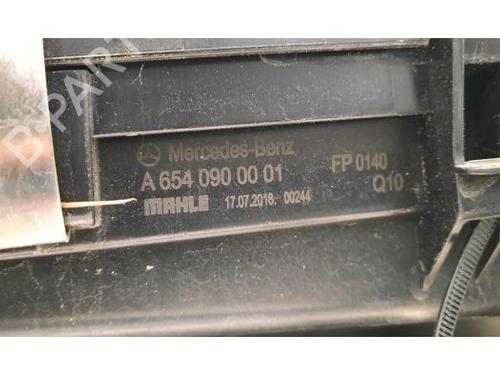 B-PARTS
Mercedes-Benz
A 654 090 00 01
FP 0140
Q10
MAHLE 17.07.2018. 00244